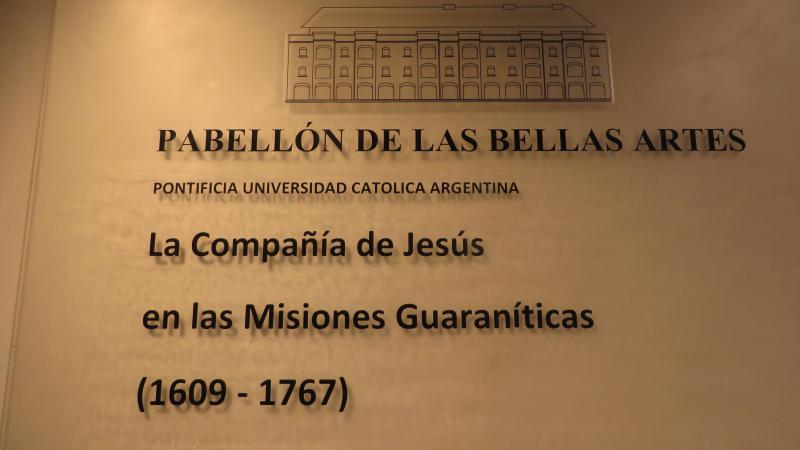 PABELLÓN DE LAS BELLAS ARTES
PONTIFICIA UNIVERSIDAD CATOLICA ARGENTINA
La Compañía de Jesús
en las Misiones Guaraníticas
(1609 - 1767)